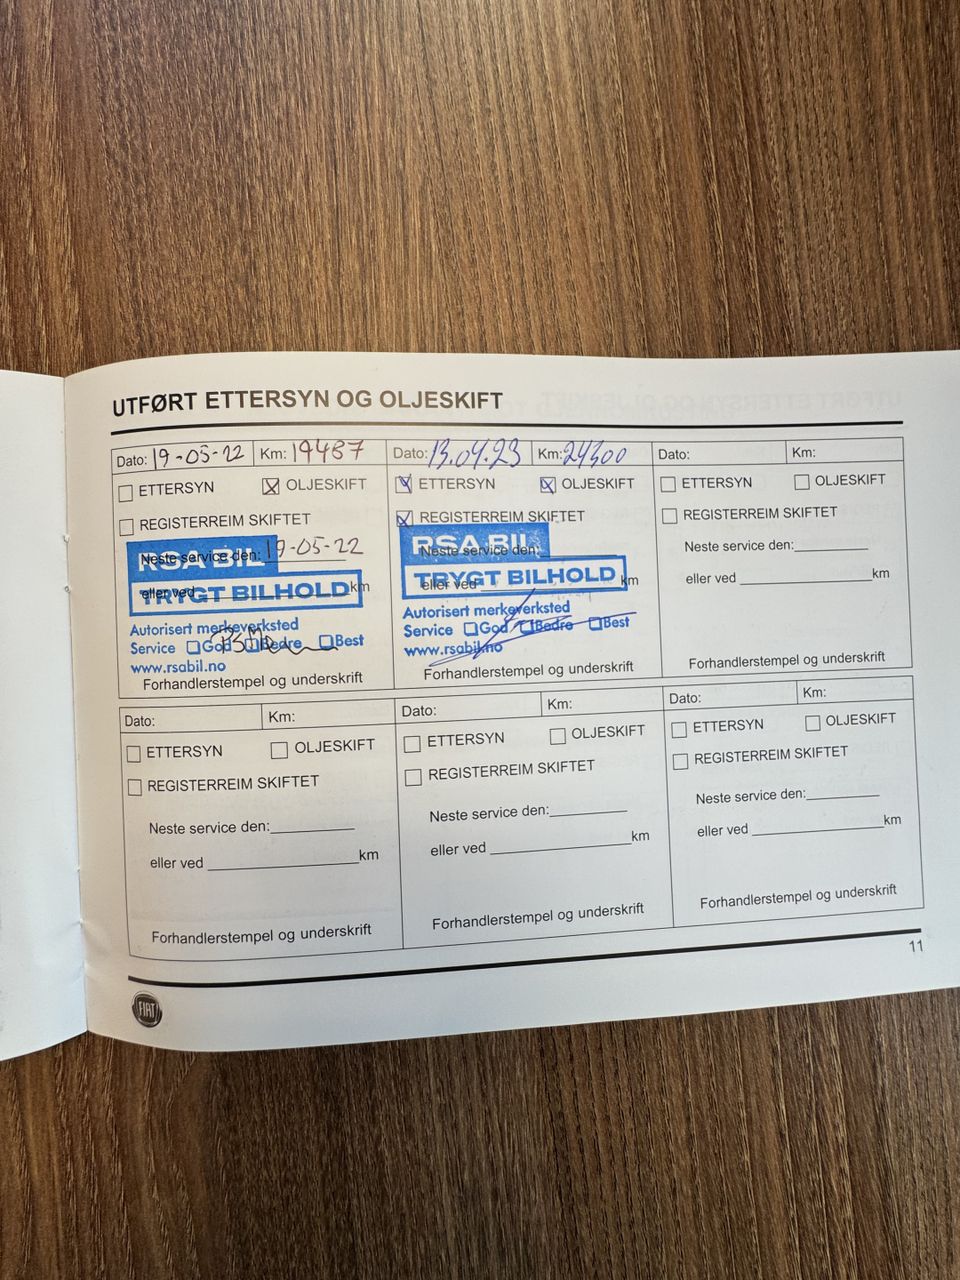 UTFØRT ETTERSYN OG OLJESKIFT
Dato: 19-05-22 Km: 19487
ETTERSYN OLJESKIFT
REGISTERREIM SKIFTET
RSA BIL
Neste service den: 19-05-22
TRYGT BILHOLD
eller ved km
Autorisert merkeverksted
Service God Bedre Best
www.rsabil.no
Forhandlerstempel og underskrift
Dato: 13.04.23 Km: 24300
ETTERSYN OLJESKIFT
REGISTERREIM SKIFTET
RSA BIL
Neste service den:
TRYGT BILHOLD
eller ved km
Autorisert merkeverksted
Service God Bedre Best
www.rsabil.no
Forhandlerstempel og underskrift
Dato: Km:
ETTERSYN OLJESKIFT
REGISTERREIM SKIFTET
Neste service den:
eller ved km
Forhandlerstempel og underskrift
Dato: Km:
ETTERSYN OLJESKIFT
REGISTERREIM SKIFTET
Neste service den:
eller ved km
Forhandlerstempel og underskrift
Dato: Km:
ETTERSYN OLJESKIFT
REGISTERREIM SKIFTET
Neste service den:
eller ved km
Forhandlerstempel og underskrift
Dato: Km:
ETTERSYN OLJESKIFT
REGISTERREIM SKIFTET
Neste service den:
eller ved km
Forhandlerstempel og underskrift
11
FIAT